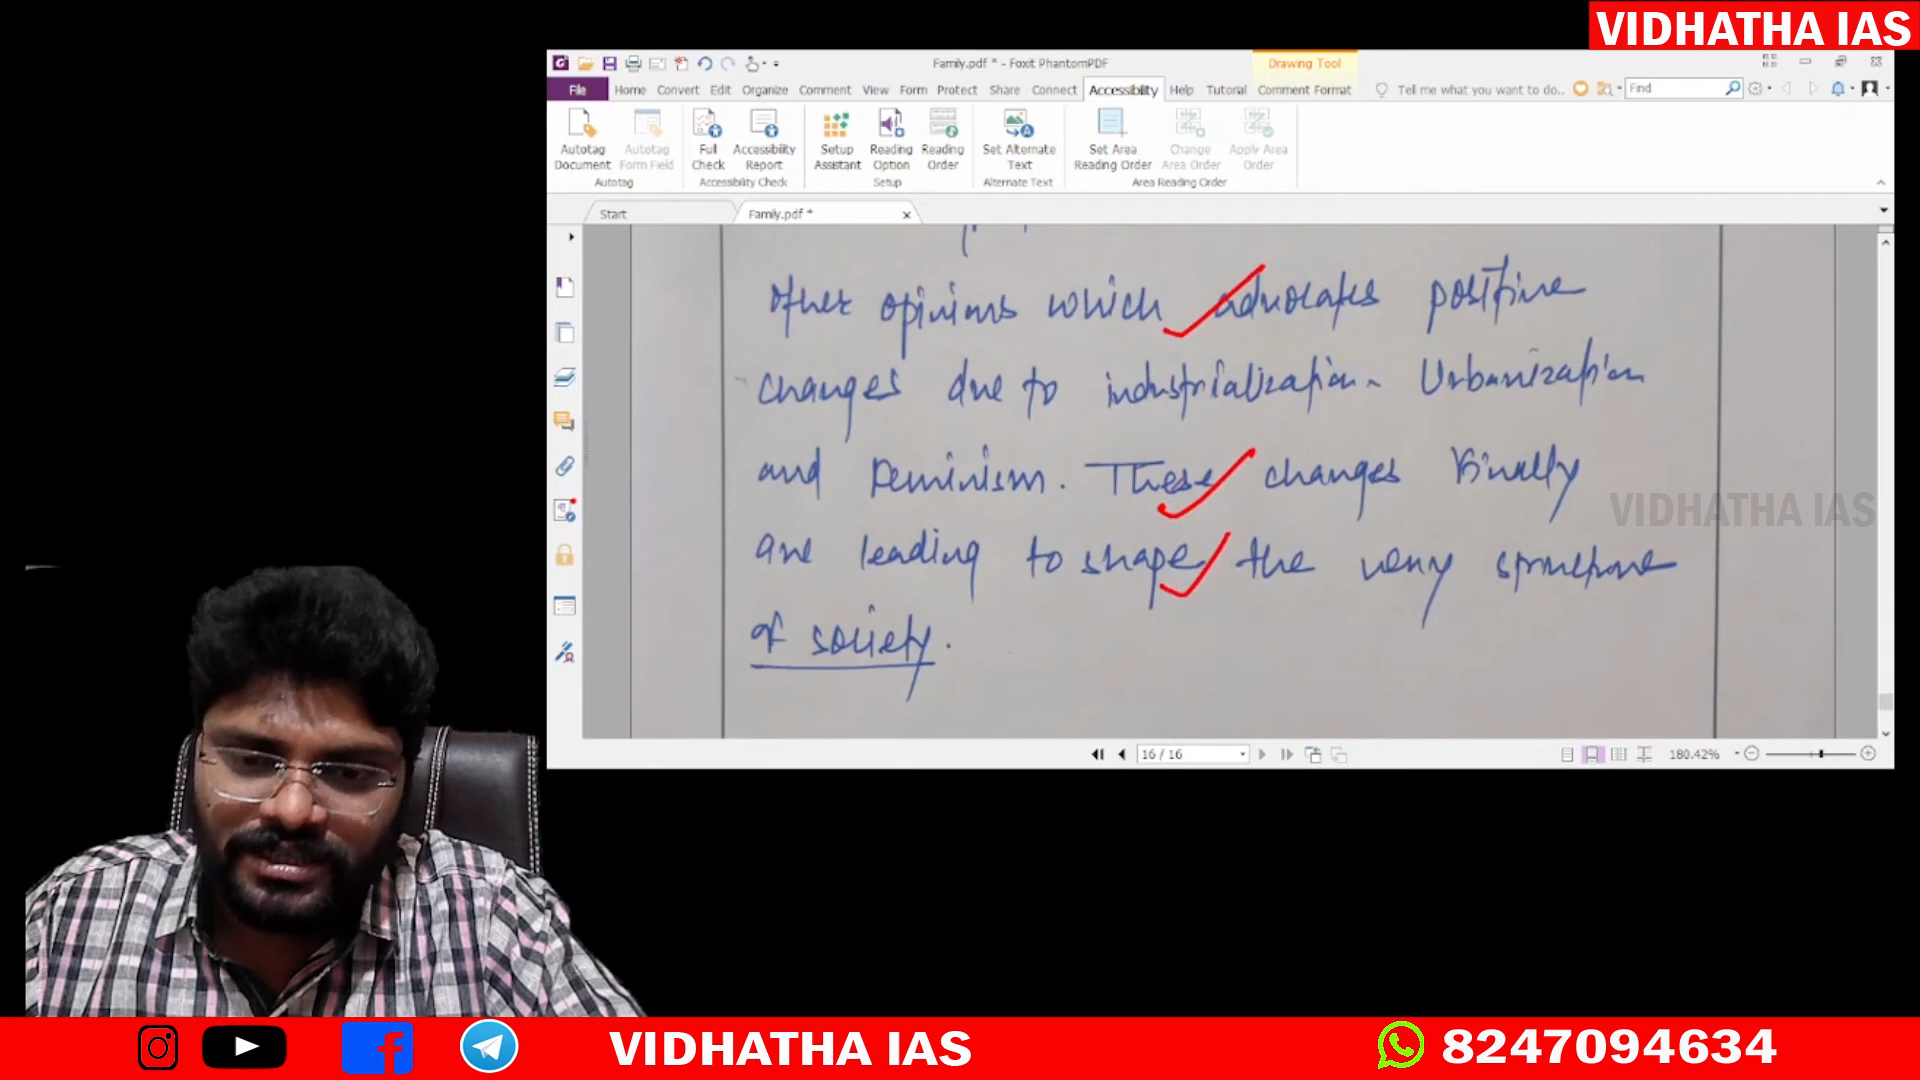 VIDHATHA IAS
Family.pdf * - Foxit PhantomPDF
Drawing Tool
File Home Convert Edit Organize Comment View Form Protect Share Connect Accessibility Help Tutorial Comment Format Tell me what you want to do.. Find
Autotag Document
Autotag Form Field
Full Check
Accessibility Report
Setup Assistant
Reading Option
Reading Order
Set Alternate Text
Set Area Reading Order
Change Area Order
Apply Area Order
Autotag Accessibility Check Setup Alternate Text Area Reading Order
Start Family.pdf *
other opinions which advocates positive
changes due to industrialization. Urbanization
and Feminism. These changes Finally
are leading to shape the very structure
of society.
VIDHATHA IAS
16 / 16 180.42%
VIDHATHA IAS 8247094634